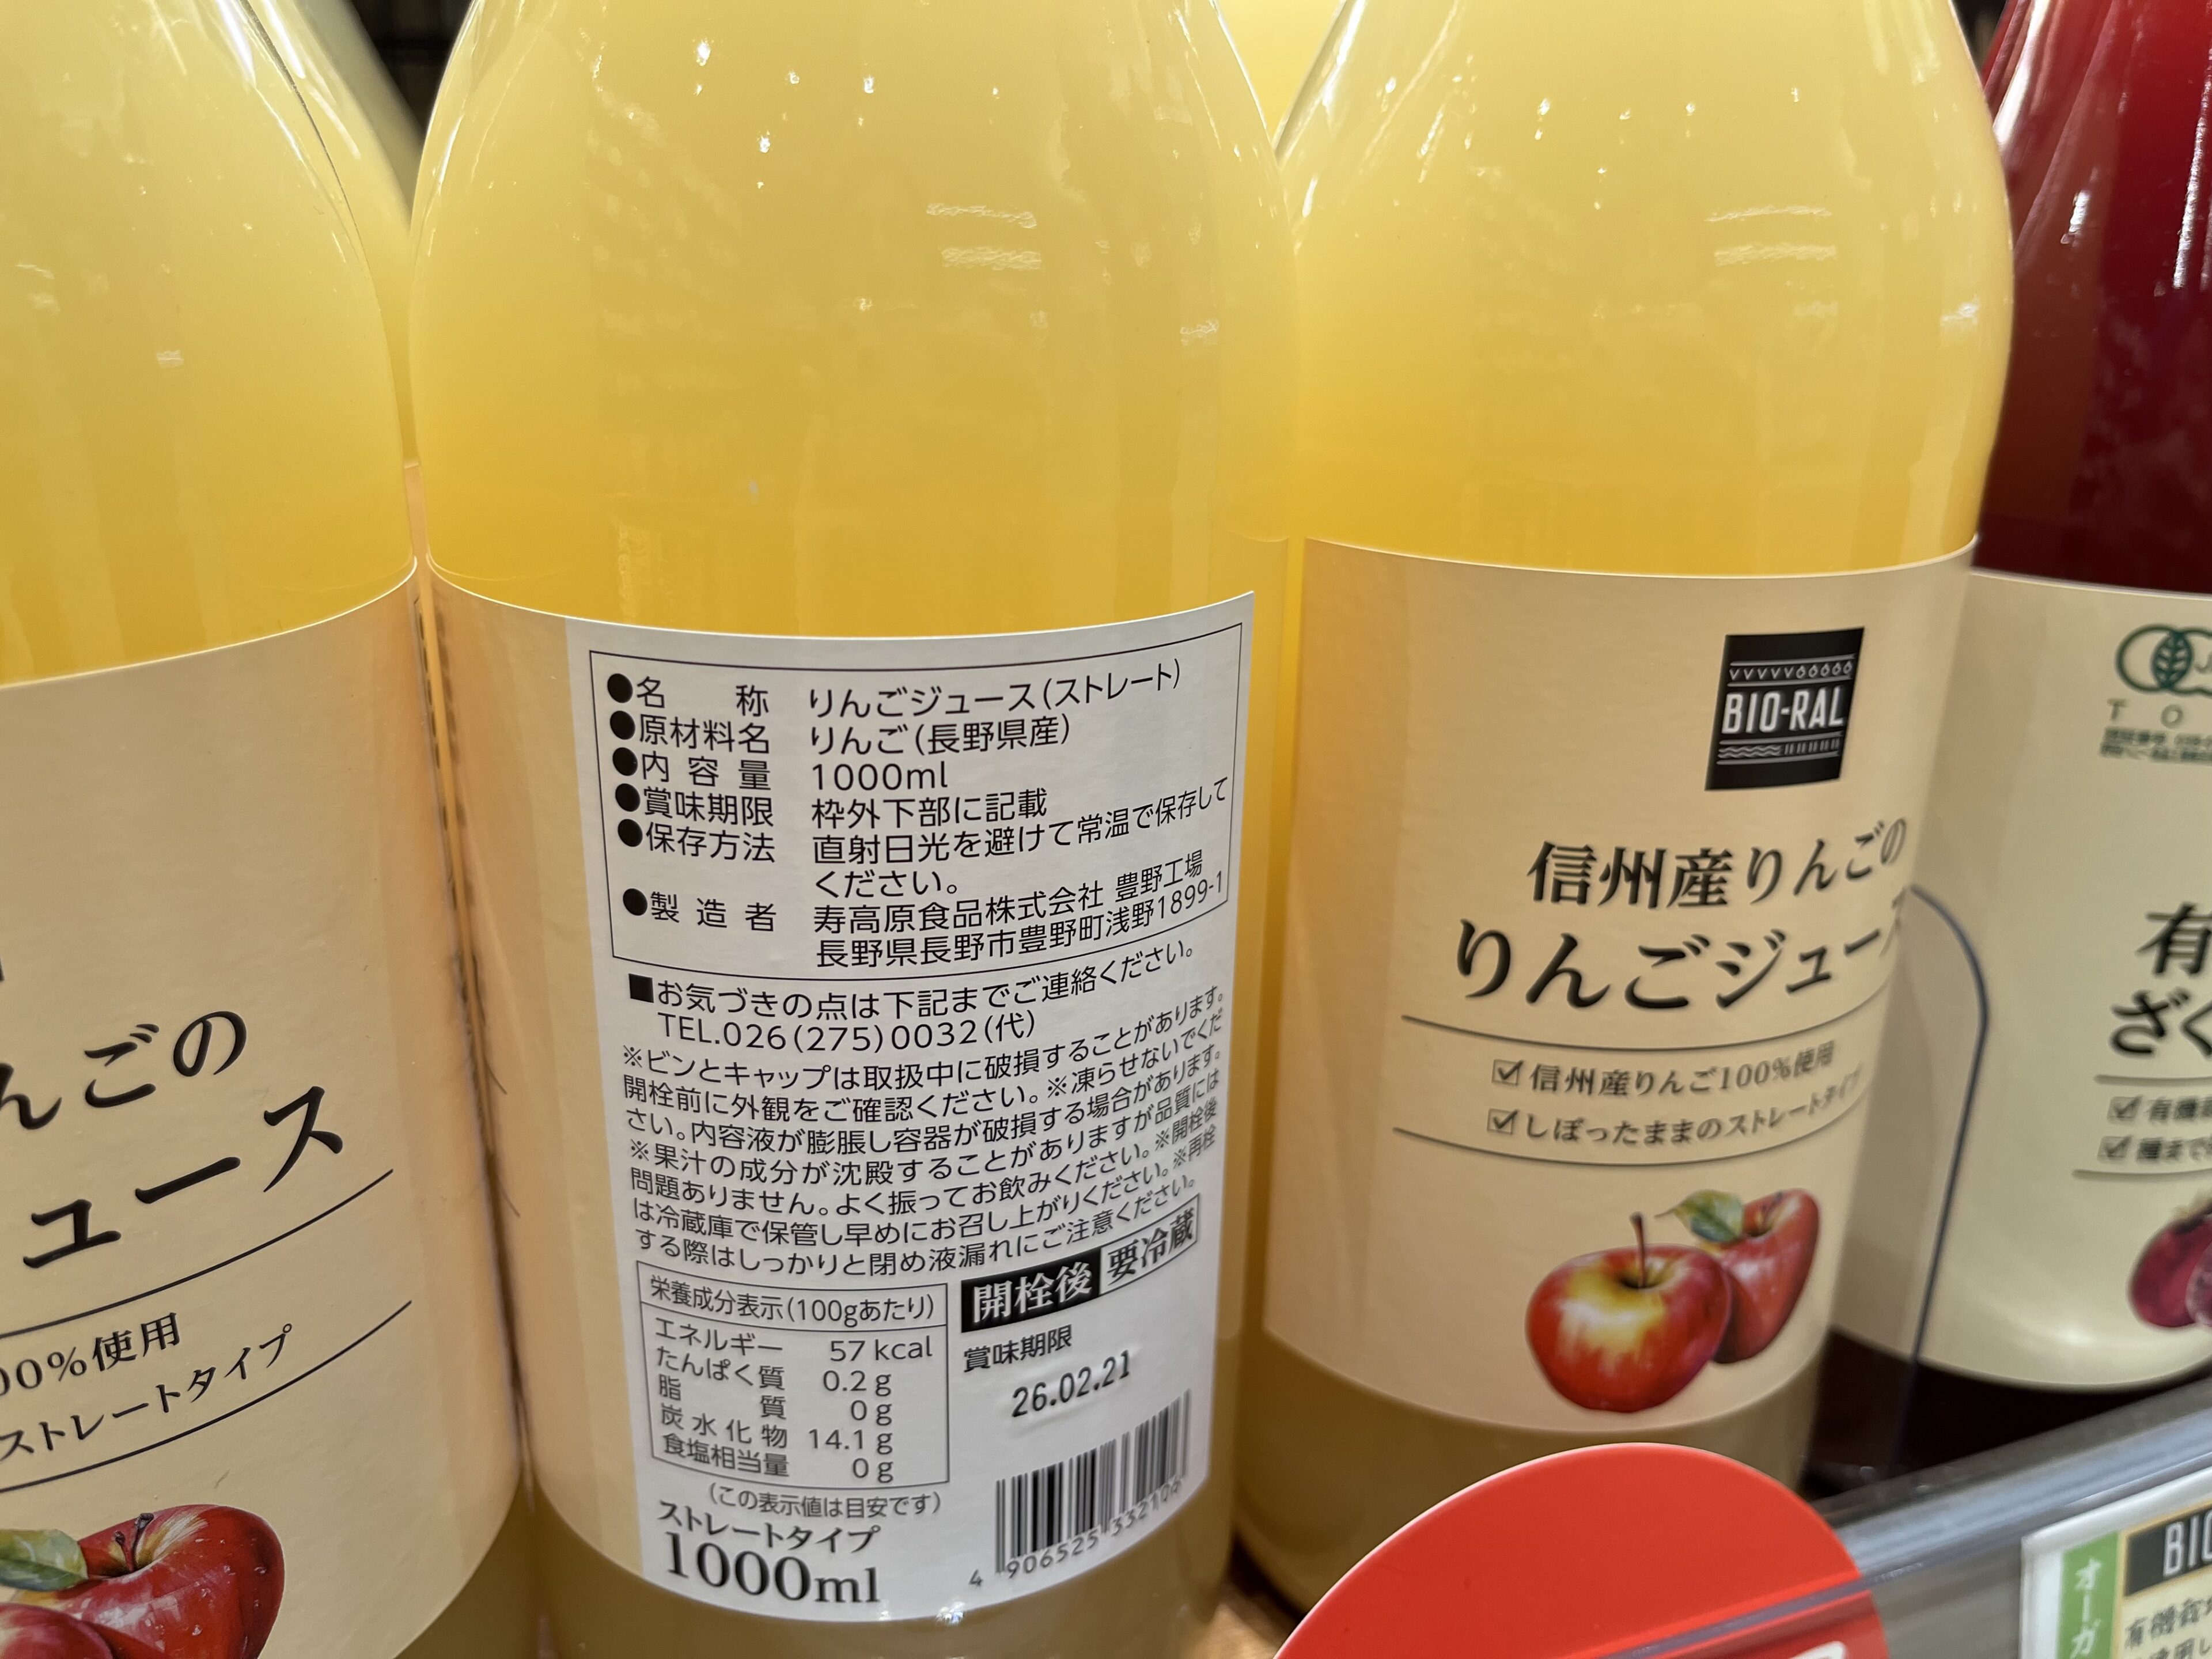 んごの
ュース
00%使用
ストレートタイプ
●名称 りんごジュース(ストレート)
●原材料名 りんご(長野県産)
●内容量 1000ml
●賞味期限 枠外下部に記載
●保存方法 直射日光を避けて常温で保存して
ください。
●製造者 寿高原食品株式会社 豊野工場
長野県長野市豊野町浅野1899-1
■お気づきの点は下記までご連絡ください。
TEL.026(275)0032(代)
※ビンとキャップは取扱中に破損することがあります。
開栓前に外観をご確認ください。※凍らせないでくだ
さい。内容液が膨脹し容器が破損する場合があります。
※果汁の成分が沈殿することがありますが品質には
問題ありません。よく振ってお飲みください。※開栓後
は冷蔵庫で保管し早めにお召し上がりください。※再栓
する際はしっかりと閉め液漏れにご注意ください。
栄養成分表示(100gあたり)
エネルギー 57 kcal
たんぱく質 0.2 g
脂質 0 g
炭水化物 14.1 g
食塩相当量 0 g
(この表示値は目安です)
ストレートタイプ
1000ml
開栓後 要冷蔵
賞味期限
26.02.21
4 906525 332104
BIO-RAL
信州産りんごの
りんごジュース
☑信州産りんご100%使用
☑しぼったままのストレートタイプ
有
ざく
☑有機
オーガ